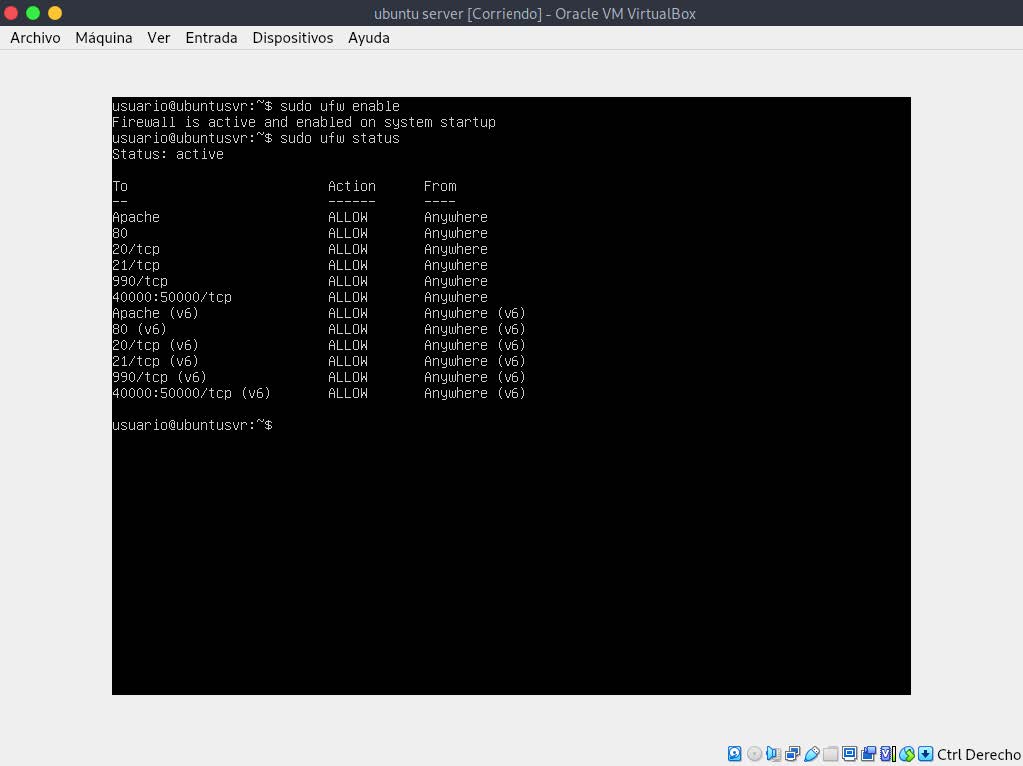 ubuntu server [Corriendo] - Oracle VM VirtualBox
Archivo Máquina Ver Entrada Dispositivos Ayuda
usuario@ubuntusvr:~$ sudo ufw enable
Firewall is active and enabled on system startup
usuario@ubuntusvr:~$ sudo ufw status
Status: active
To Action From
-- ------ ----
Apache ALLOW Anywhere
80 ALLOW Anywhere
20/tcp ALLOW Anywhere
21/tcp ALLOW Anywhere
990/tcp ALLOW Anywhere
40000:50000/tcp ALLOW Anywhere
Apache (v6) ALLOW Anywhere (v6)
80 (v6) ALLOW Anywhere (v6)
20/tcp (v6) ALLOW Anywhere (v6)
21/tcp (v6) ALLOW Anywhere (v6)
990/tcp (v6) ALLOW Anywhere (v6)
40000:50000/tcp (v6) ALLOW Anywhere (v6)
usuario@ubuntusvr:~$
Ctrl Derecho